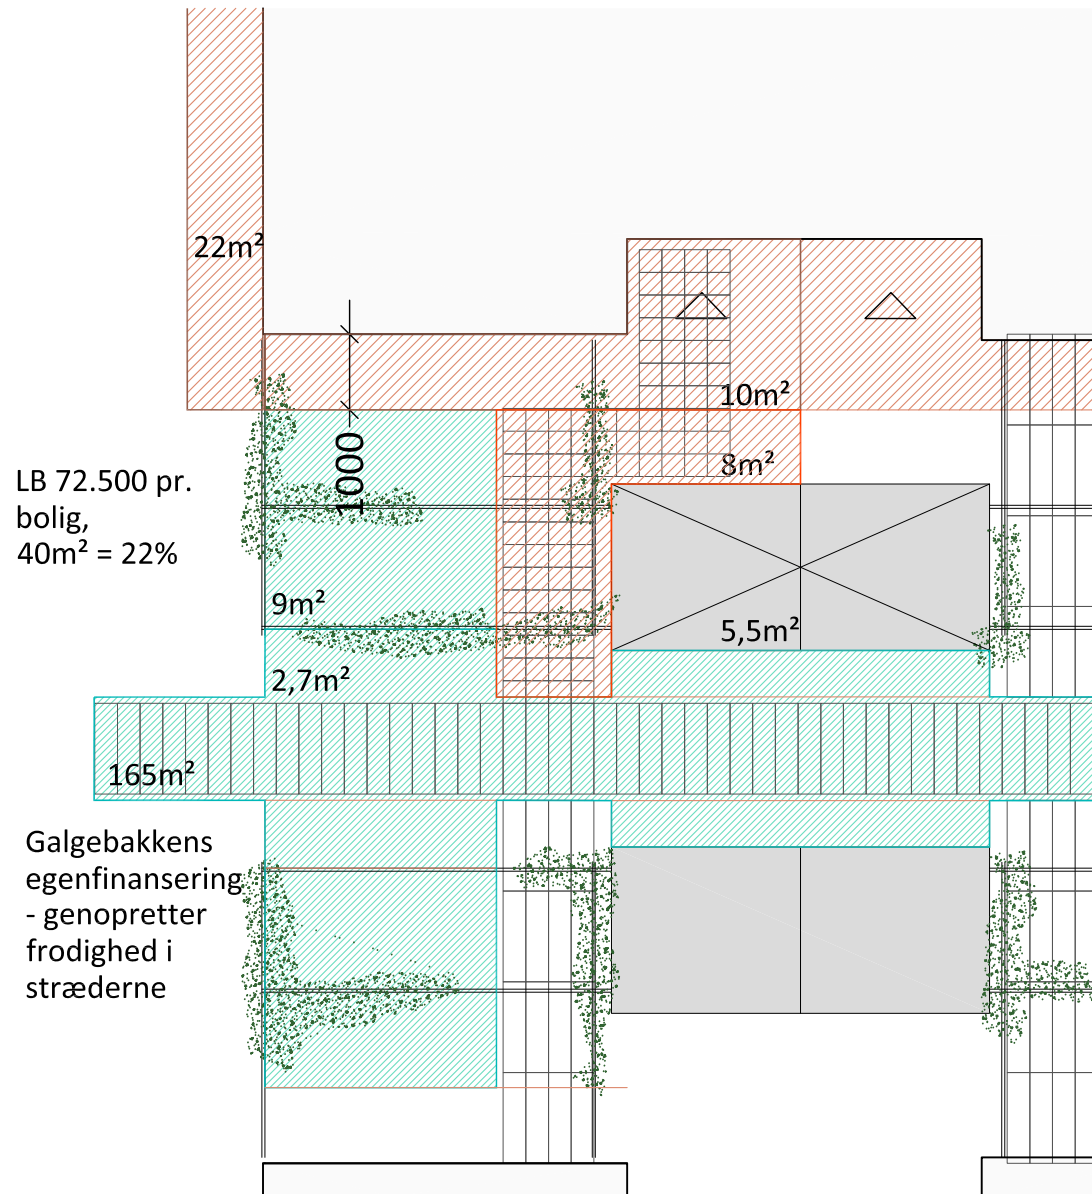 22m²
10m²
1000
8m²
LB 72.500 pr.
bolig,
40m² = 22%
9m²
5,5m²
2,7m²
165m²
Galgebakkens
egenfinansering
- genopretter
frodighed i
stræderne